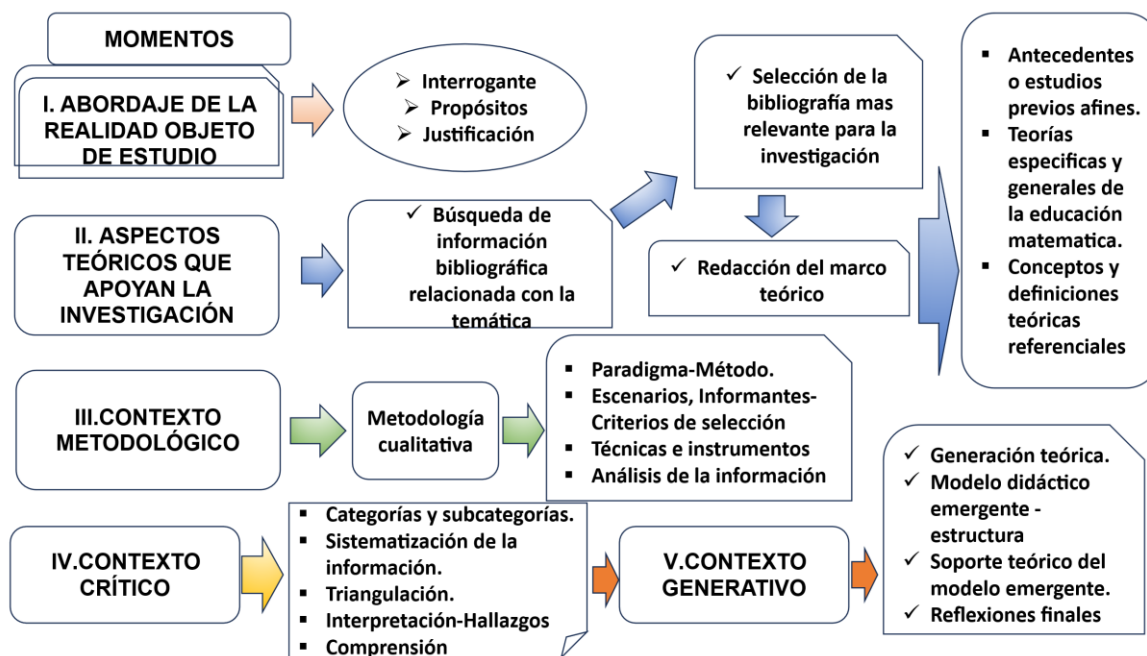 MOMENTOS
I. ABORDAJE DE LA
REALIDAD OBJETO
DE ESTUDIO
➢ Interrogante
➢ Propósitos
➢ Justificación
II. ASPECTOS
TEÓRICOS QUE
APOYAN LA
INVESTIGACIÓN
✓ Búsqueda de
información
bibliográfica
relacionada con la
temática
✓ Selección de la
bibliografía mas
relevante para la
investigación
✓ Redacción del marco
teórico
▪ Antecedentes
o estudios
previos afines.
▪ Teorías
especificas y
generales de
la educación
matematica.
▪ Conceptos y
definiciones
teóricas
referenciales
III.CONTEXTO
METODOLÓGICO
Metodología
cualitativa
▪ Paradigma-Método.
▪ Escenarios, Informantes-
Criterios de selección
▪ Técnicas e instrumentos
▪ Análisis de la información
IV.CONTEXTO
CRÍTICO
▪ Categorías y subcategorías.
▪ Sistematización de la
información.
▪ Triangulación.
▪ Interpretación-Hallazgos
▪ Comprensión
V.CONTEXTO
GENERATIVO
✓ Generación teórica.
✓ Modelo didáctico
emergente -
estructura
✓ Soporte teórico del
modelo emergente.
✓ Reflexiones finales